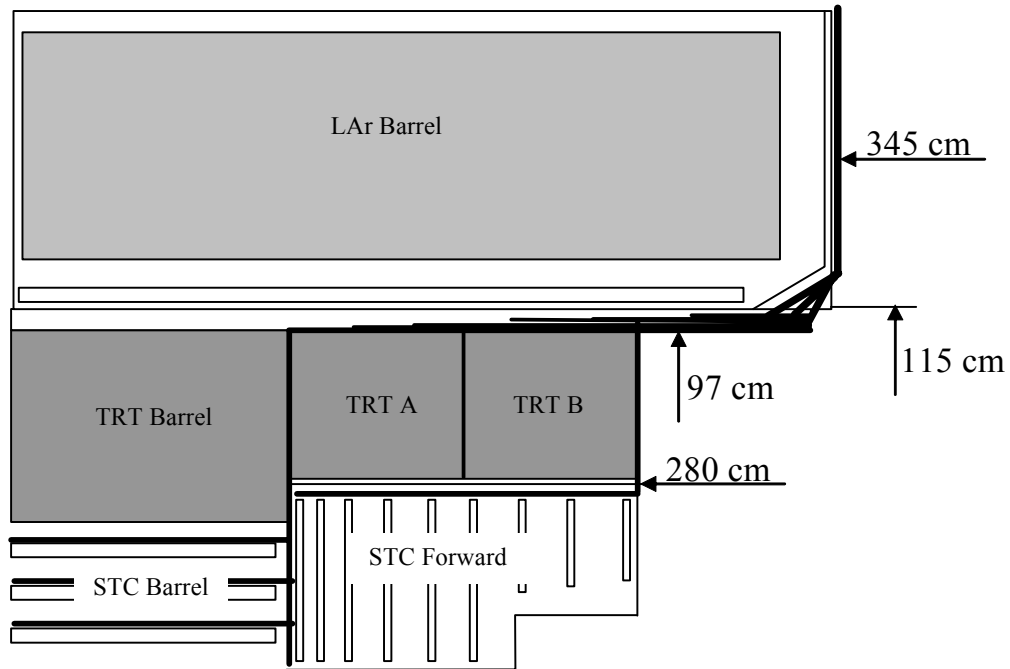 LAr Barrel
345 cm
115 cm
97 cm
TRT Barrel
TRT A
TRT B
280 cm
STC Forward
STC Barrel